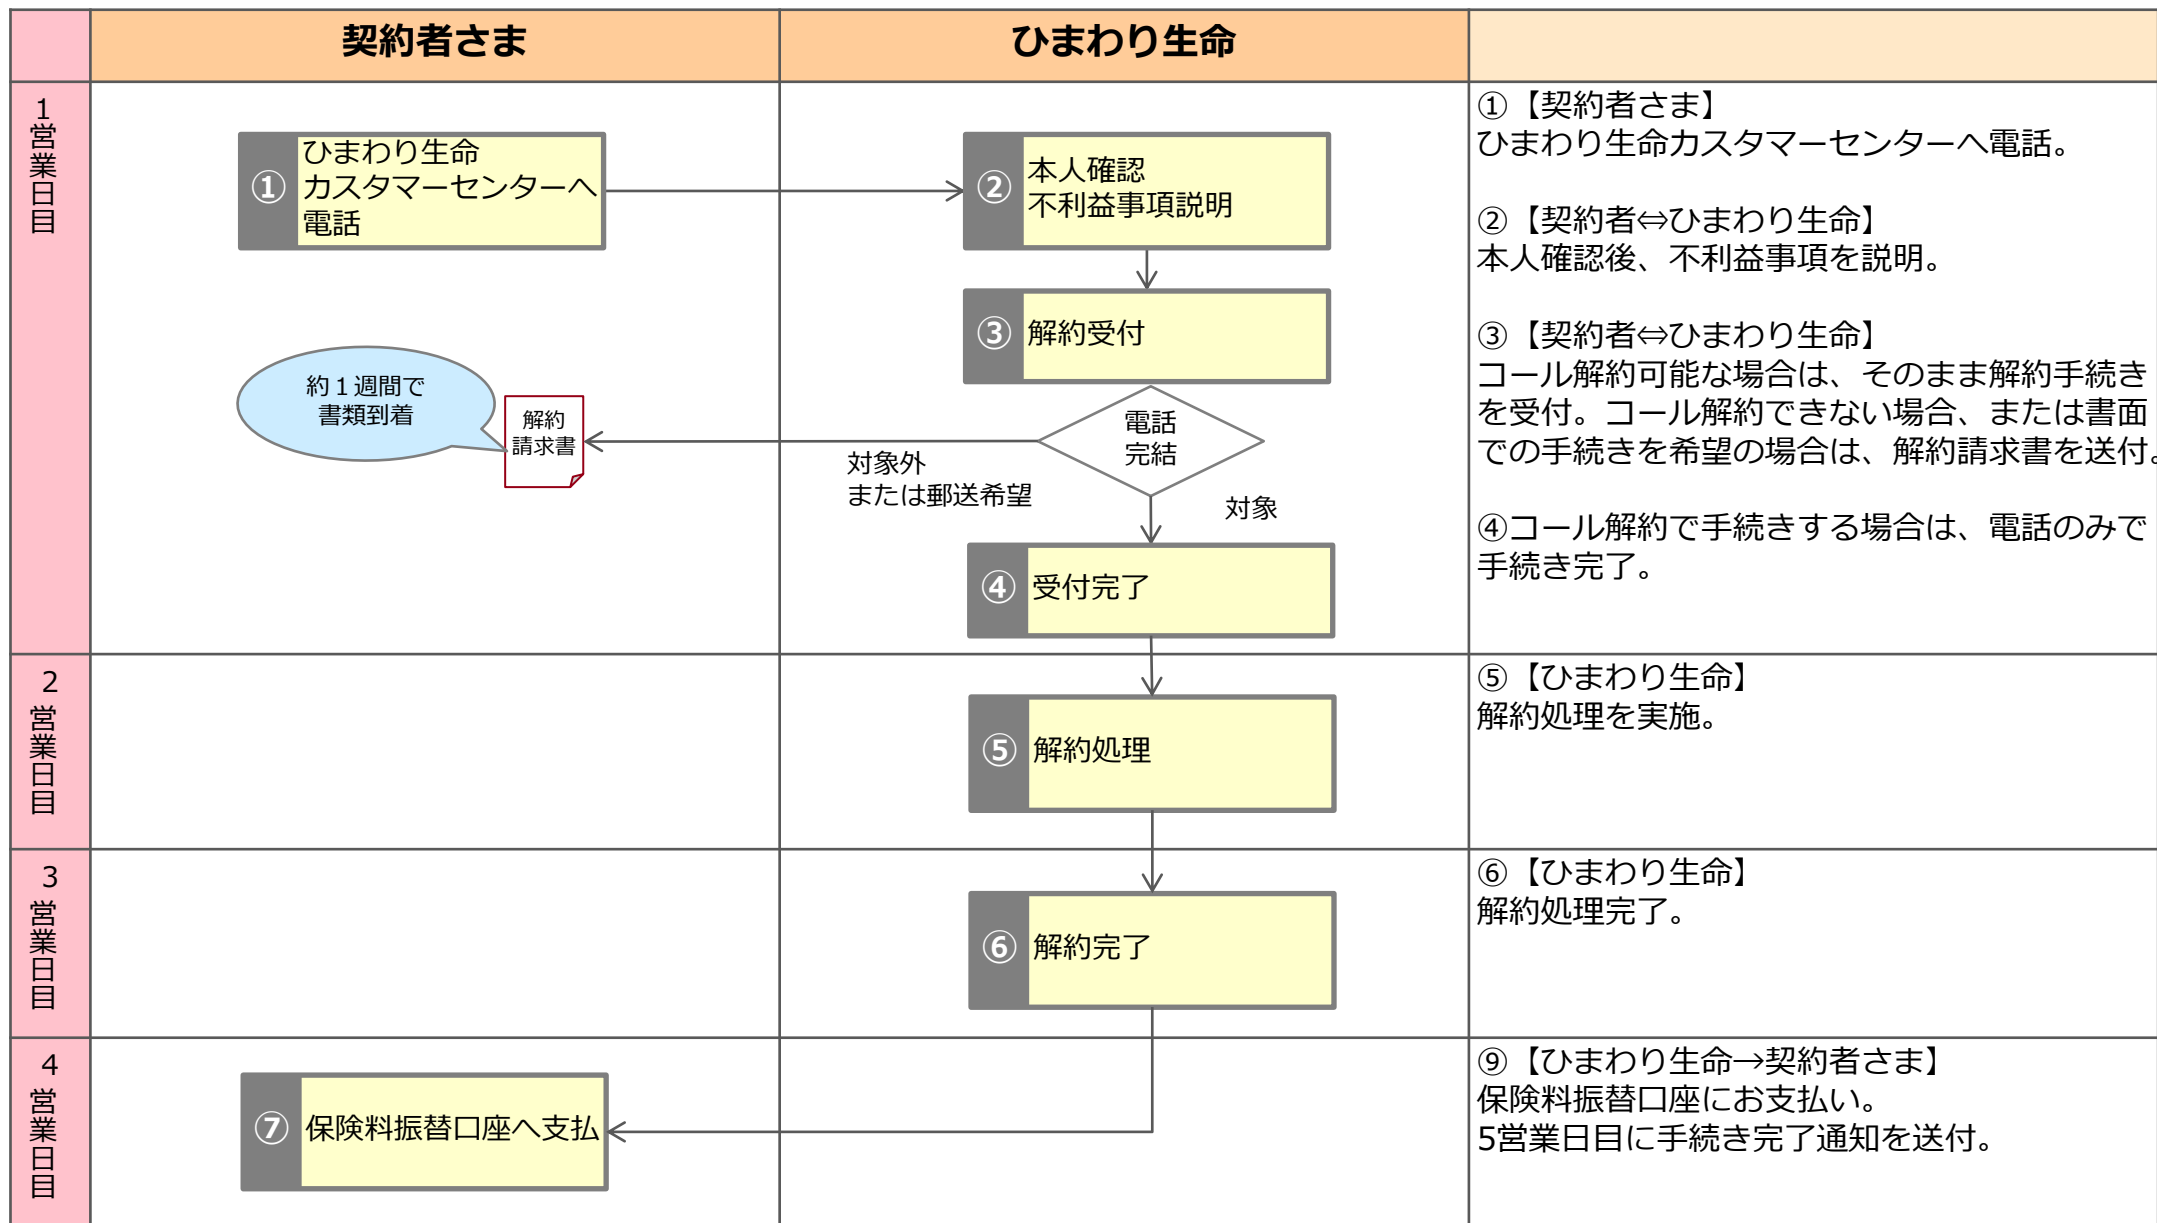 契約者さま
ひまわり生命
1営業日目
①
ひまわり生命
カスタマーセンターへ
電話
②
本人確認
不利益事項説明
③
解約受付
約１週間で
書類到着
解約
請求書
電話
完結
対象外
または郵送希望
対象
④
受付完了
①【契約者さま】
ひまわり生命カスタマーセンターへ電話。
②【契約者⇔ひまわり生命】
本人確認後、不利益事項を説明。
③【契約者⇔ひまわり生命】
コール解約可能な場合は、そのまま解約手続き
を受付。コール解約できない場合、または書面
での手続きを希望の場合は、解約請求書を送付。
④コール解約で手続きする場合は、電話のみで
手続き完了。
2営業日目
⑤
解約処理
⑤【ひまわり生命】
解約処理を実施。
3営業日目
⑥
解約完了
⑥【ひまわり生命】
解約処理完了。
4営業日目
⑦
保険料振替口座へ支払
⑨【ひまわり生命→契約者さま】
保険料振替口座にお支払い。
5営業日目に手続き完了通知を送付。